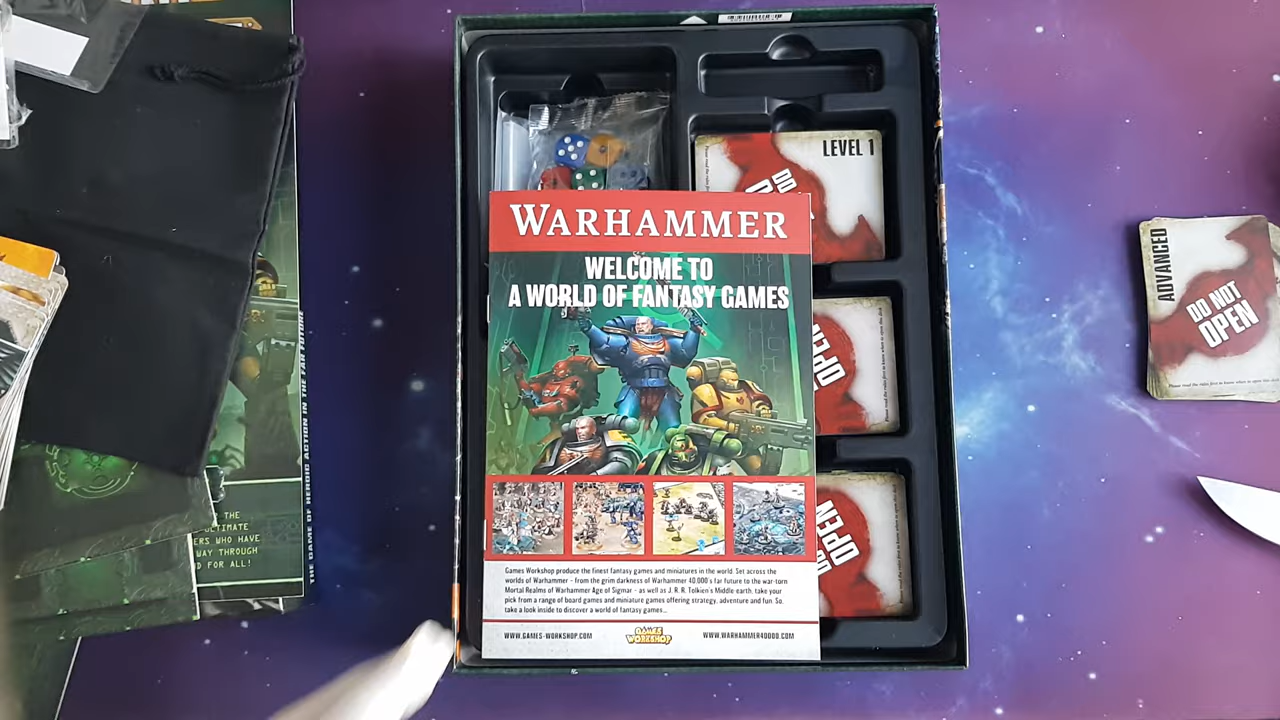 LEVEL 1
WARHAMMER
WELCOME TO
A WORLD OF FANTASY GAMES
Games Workshop produce the finest fantasy games and miniatures in the world. Set across the
worlds of Warhammer – from the grim darkness of Warhammer 40,000's far future to the war-torn
Mortal Realms of Warhammer Age of Sigmar – as well as J. R. R. Tolkien's Middle earth, take your
pick from a range of board games and miniature games offering strategy, adventure and fun. So,
take a look inside to discover a world of fantasy games...
WWW.GAMES-WORKSHOP.COM
GAMES
WORKSHOP
WWW.WARHAMMER40000.COM
OPEN
OPEN
ADVANCED
DO NOT
OPEN
THE GAME OF HEROIC ACTION IN THE FAR FUTURE
THE
ULTIMATE
ERS WHO HAVE
WAY THROUGH
D FOR ALL!